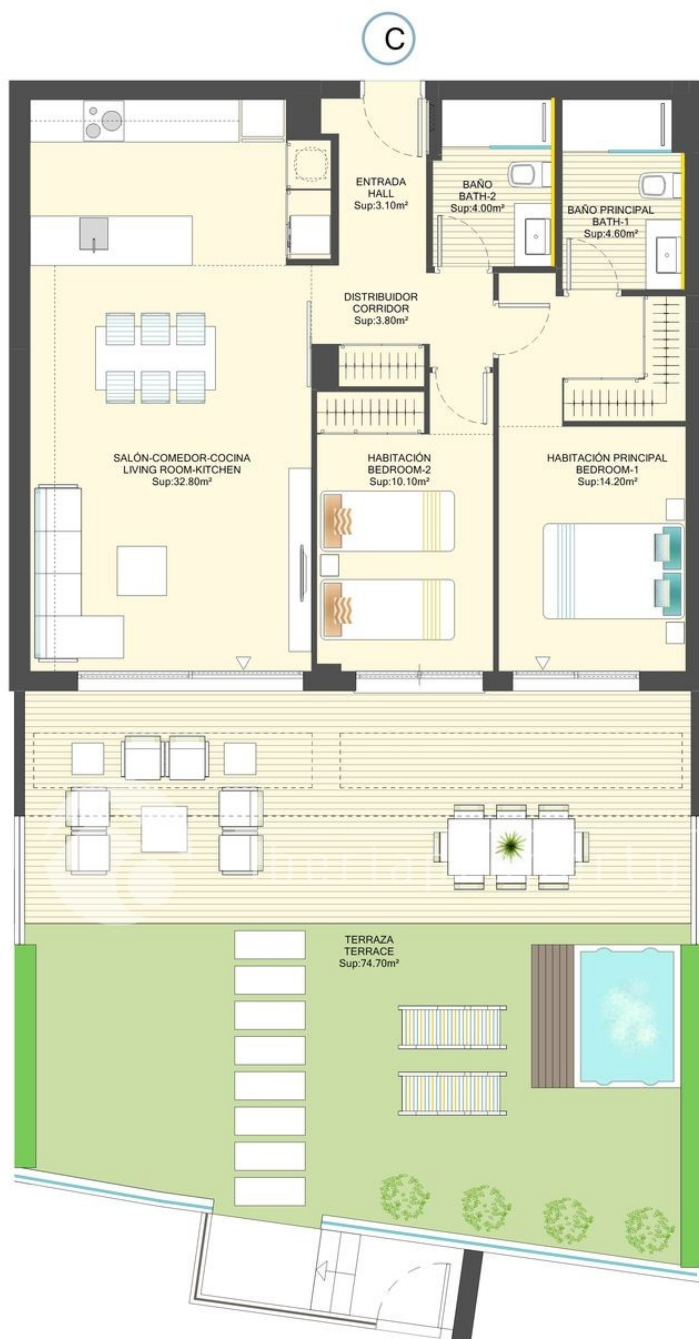 C
ENTRADA
HALL
Sup:3.10m²
BAÑO
BATH-2
Sup:4.00m²
BAÑO PRINCIPAL
BATH-1
Sup:4.60m²
DISTRIBUIDOR
CORRIDOR
Sup:3.80m²
SALÓN-COMEDOR-COCINA
LIVING ROOM-KITCHEN
Sup:32.80m²
HABITACIÓN
BEDROOM-2
Sup:10.10m²
HABITACIÓN PRINCIPAL
BEDROOM-1
Sup:14.20m²
TERRAZA
TERRACE
Sup:74.70m²